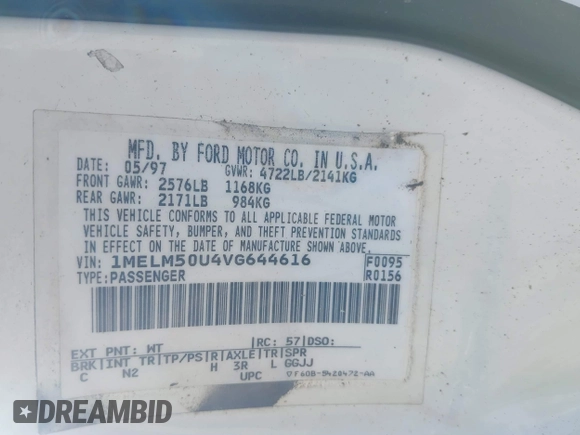 MFD. BY FORD MOTOR CO. IN U.S.A.
DATE: 05/97 GVWR: 4722LB/2141KG
FRONT GAWR: 2576LB 1168KG
REAR GAWR: 2171LB 984KG
THIS VEHICLE CONFORMS TO ALL APPLICABLE FEDERAL MOTOR
VEHICLE SAFETY, BUMPER, AND THEFT PREVENTION STANDARDS
IN EFFECT ON THE DATE OF MANUFACTURE SHOWN ABOVE.
VIN: 1MELM50U4VG644616 F0095
TYPE: PASSENGER R0156
EXT PNT: WT RC: 57 DSO:
BRK INT TR TP/PS R AXLE TR SPR
C N2 H 3R L GGJJ
UPC F60B-5420472-AA
DREAMBID